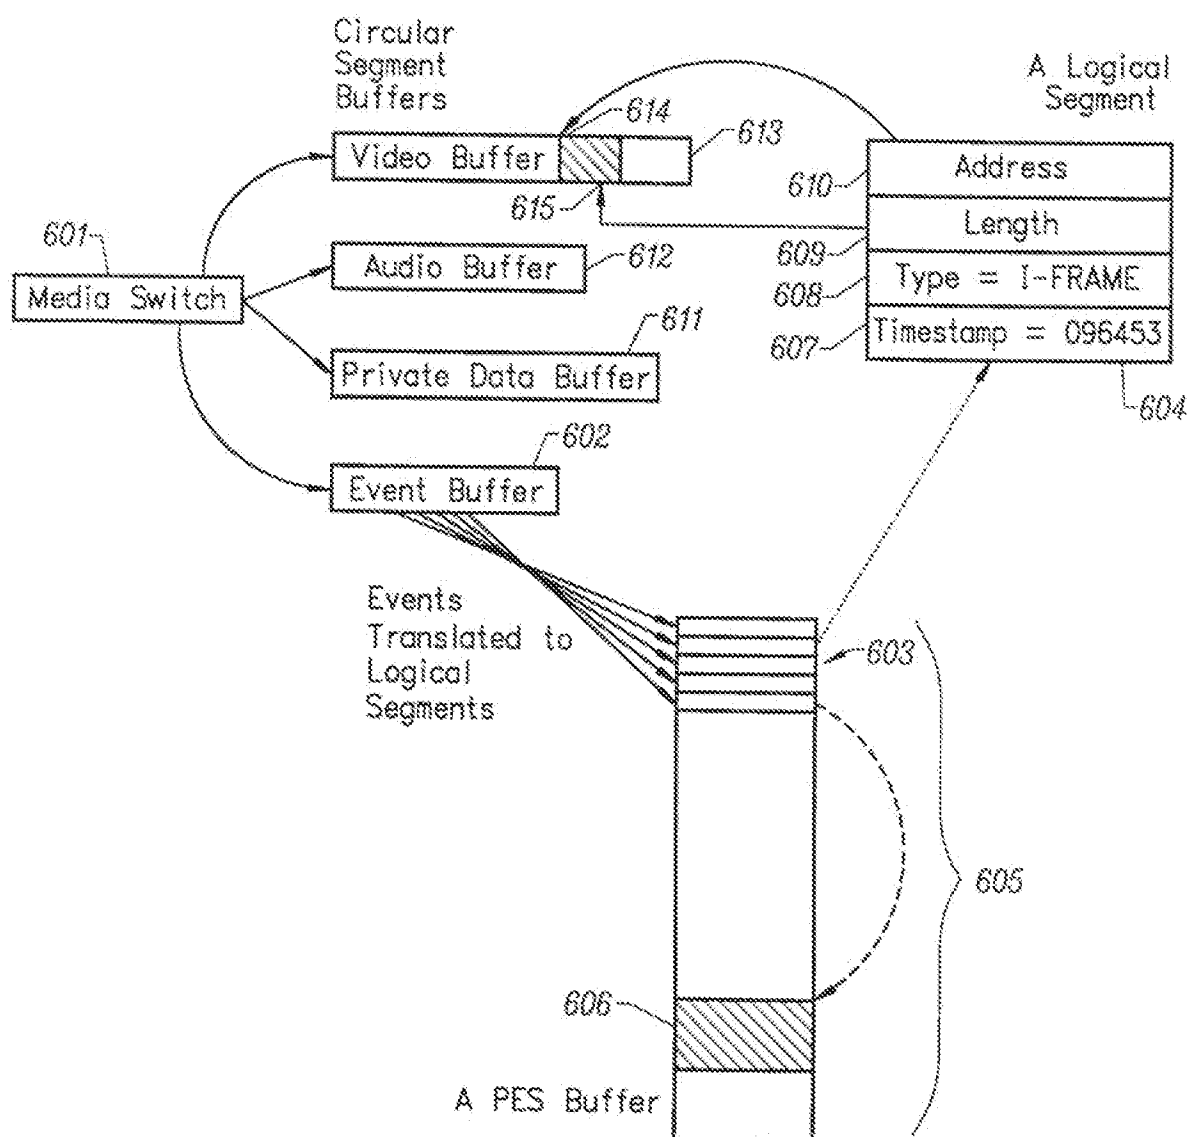 Circular
Segment
Buffers
A Logical
Segment
614
613
Video Buffer
615
610
Address
609
Length
608
Type = I-FRAME
607
Timestamp = 096453
604
601
Media Switch
Audio Buffer
612
611
Private Data Buffer
602
Event Buffer
Events
Translated to
Logical
Segments
603
605
606
A PES Buffer